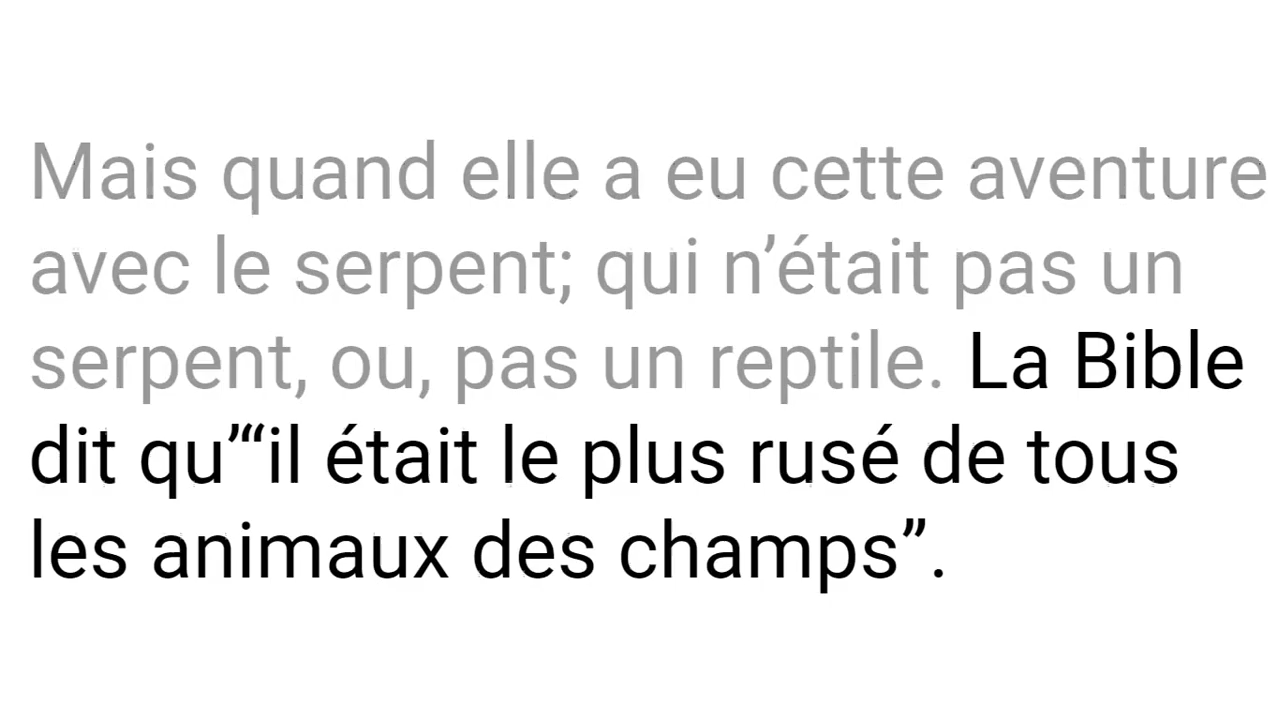 Mais quand elle a eu cette aventure
avec le serpent; qui n’était pas un
serpent, ou, pas un reptile. La Bible
dit qu’“il était le plus rusé de tous
les animaux des champs”.